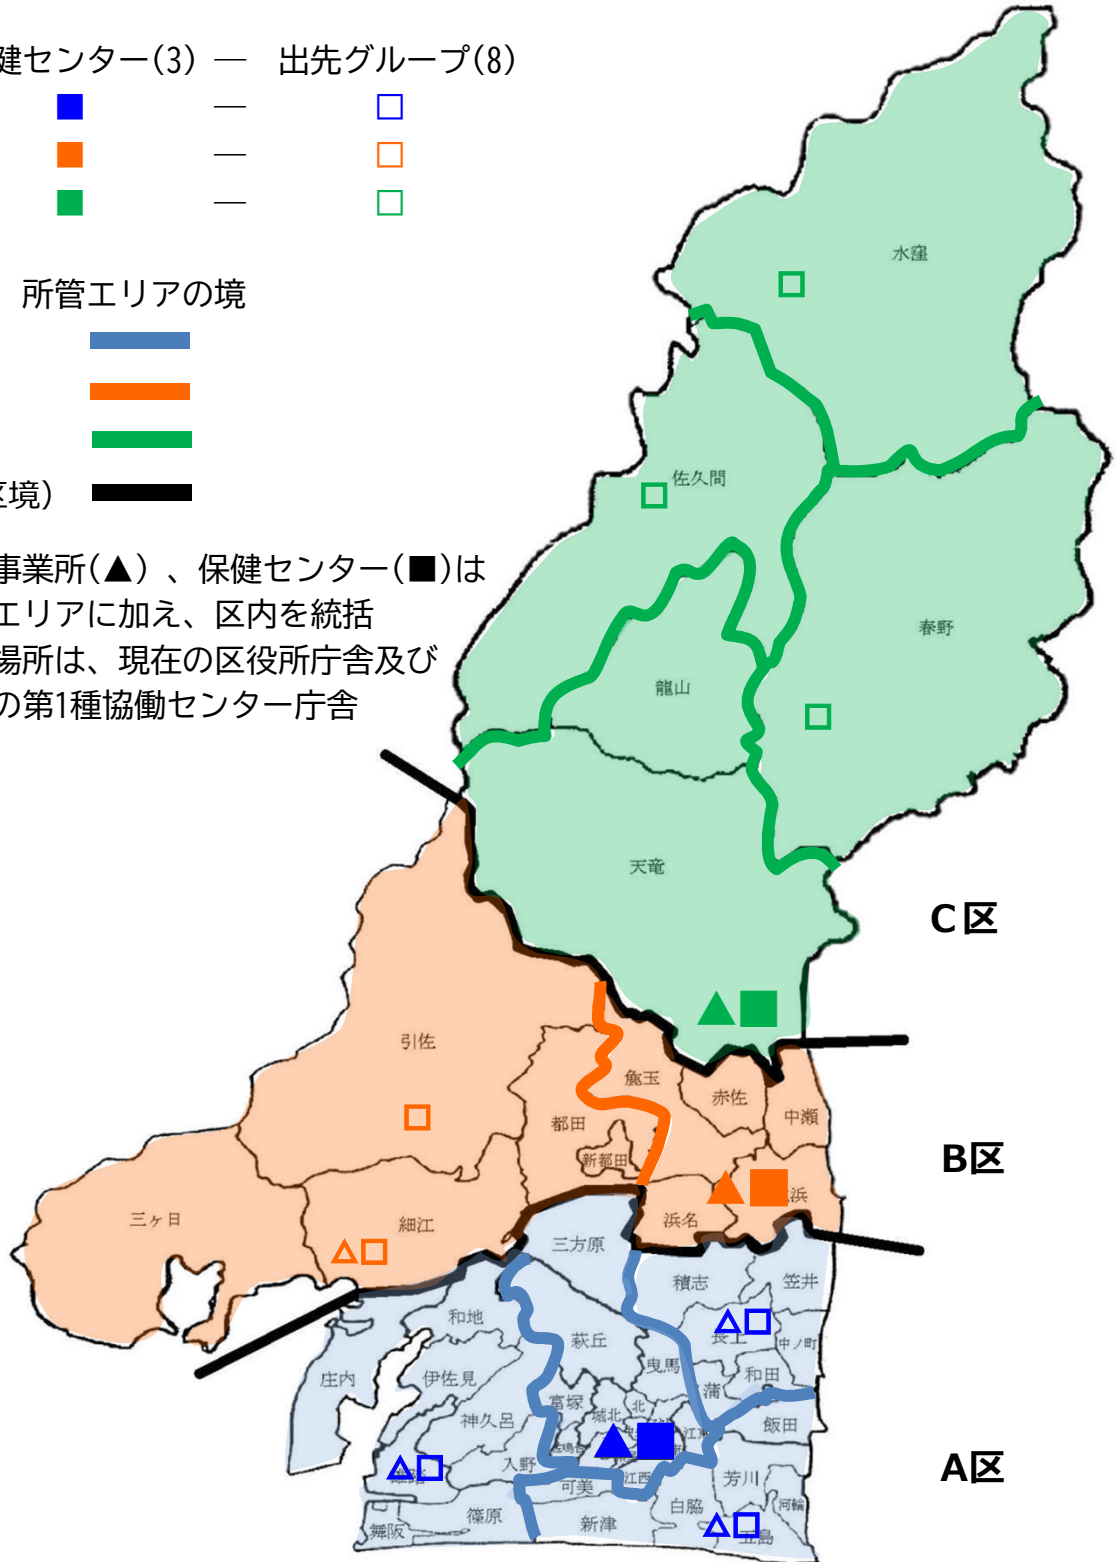 健センター(3) ― 出先グループ(8)
■ ― □
■ ― □
■ ― □
所管エリアの境
区境)
事業所(▲)、保健センター(■)は
エリアに加え、区内を統括
場所は、現在の区役所庁舎及び
の第1種協働センター庁舎
水窪
佐久間
春野
龍山
天竜
C区
引佐
麁玉
赤佐
中瀬
都田
新都田
B区
浜
三ヶ日
細江
浜名
三方原
積志
笠井
和地
萩丘
長上
中ノ町
庄内
伊佐見
曳馬
和田
蒲
富塚
城北
北
神久呂
飯田
江東
入野
江西
芳川
A区
可美
白脇
河輪
篠原
新津
舞阪
五島